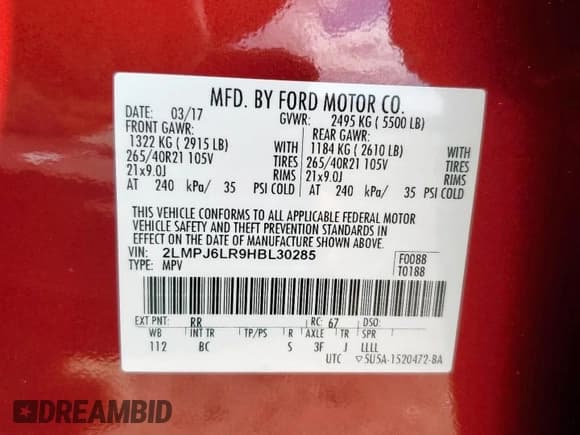 MFD. BY FORD MOTOR CO.
DATE: 03/17 GVWR: 2495 KG ( 5500 LB)
FRONT GAWR: REAR GAWR:
1322 KG ( 2915 LB) 1184 KG ( 2610 LB)
265/40R21 105V TIRES 265/40R21 105V TIRES
21x9.0J RIMS 21x9.0J RIMS
AT 240 kPa/ 35 PSI COLD AT 240 kPa/ 35 PSI COLD
THIS VEHICLE CONFORMS TO ALL APPLICABLE FEDERAL MOTOR
VEHICLE SAFETY AND THEFT PREVENTION STANDARDS IN
EFFECT ON THE DATE OF MANUFACTURE SHOWN ABOVE.
VIN: 2LMPJ6LR9HBL30285 F0088
TYPE: MPV T0188
EXT PNT: RR RC: 67 DSO:
WB INT TR TP/PS R AXLE TR SPR
112 BC S 3F J LLLL
UTC ▽5U5A-1520472-BA
DREAMBID